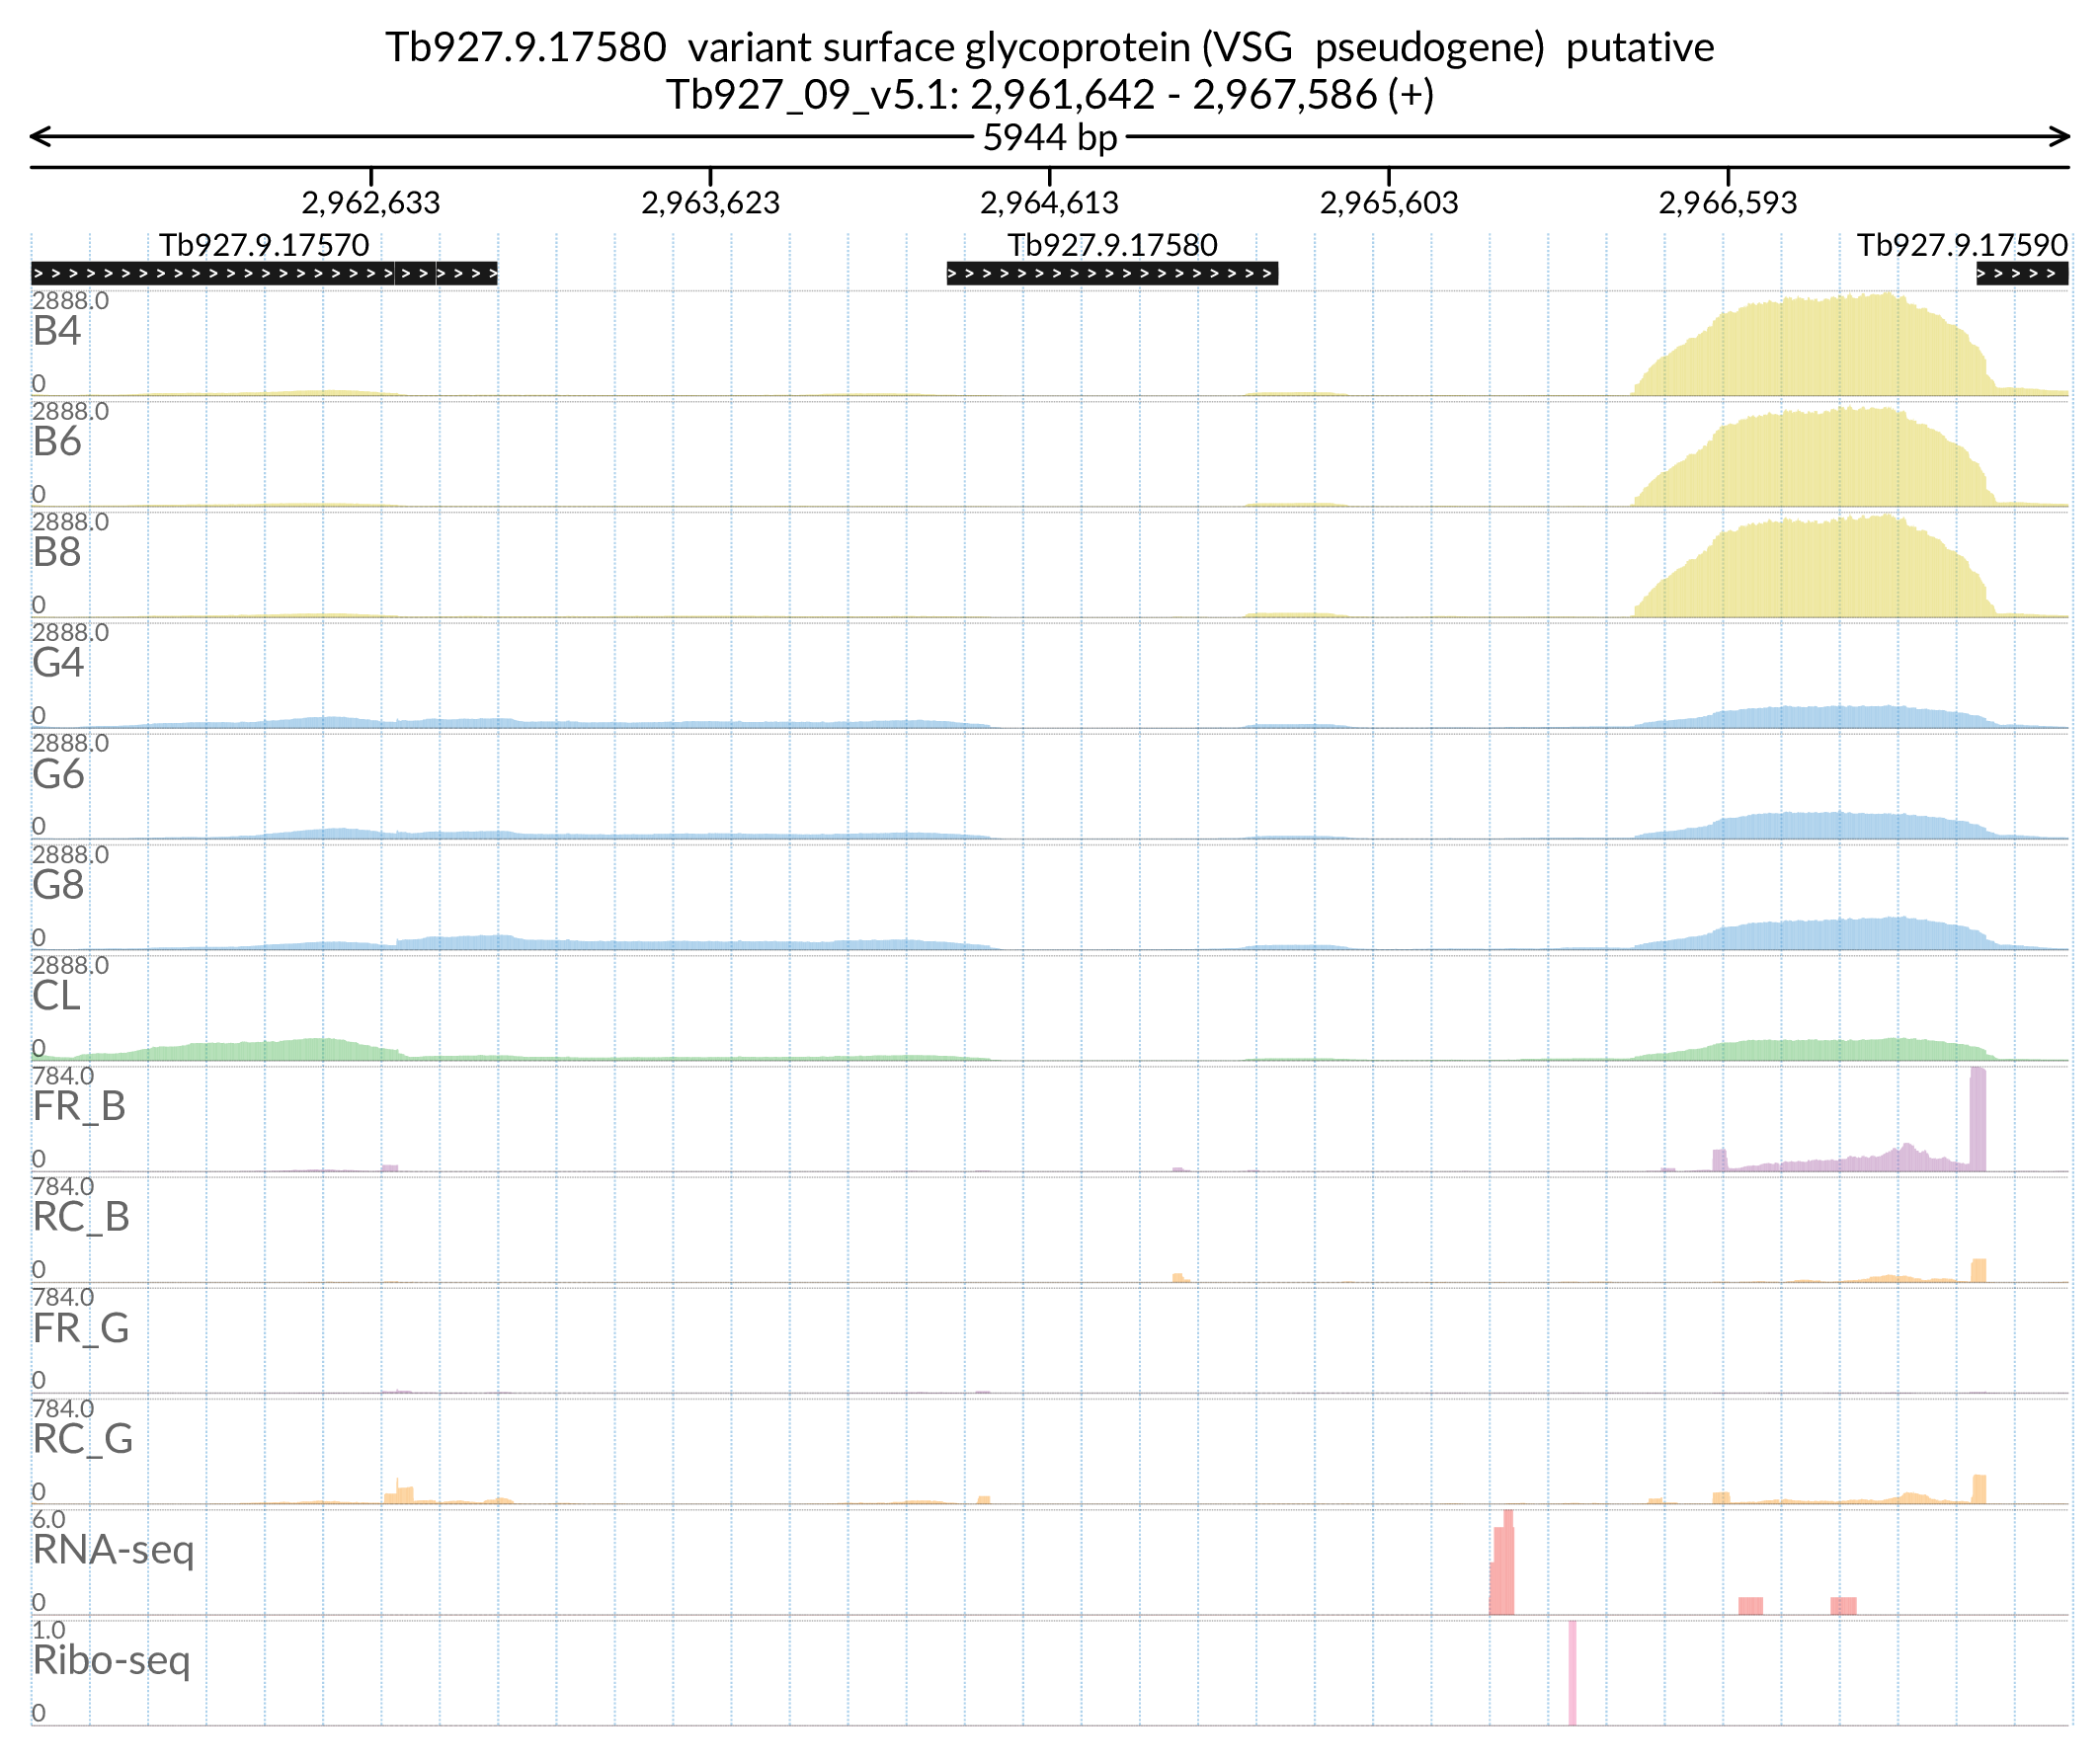 Tb927.9.17580  variant surface glycoprotein (VSG  pseudogene)  putative
Tb927_09_v5.1: 2,961,642 - 2,967,586 (+)
5944 bp
2,962,633 2,963,623 2,964,613 2,965,603 2,966,593
Tb927.9.17570 Tb927.9.17580 Tb927.9.17590
2888.0
B4
0
2888.0
B6
0
2888.0
B8
0
2888.0
G4
0
2888.0
G6
0
2888.0
G8
0
2888.0
CL
0
784.0
FR_B
0
784.0
RC_B
0
784.0
FR_G
0
784.0
RC_G
0
6.0
RNA-seq
0
1.0
Ribo-seq
0